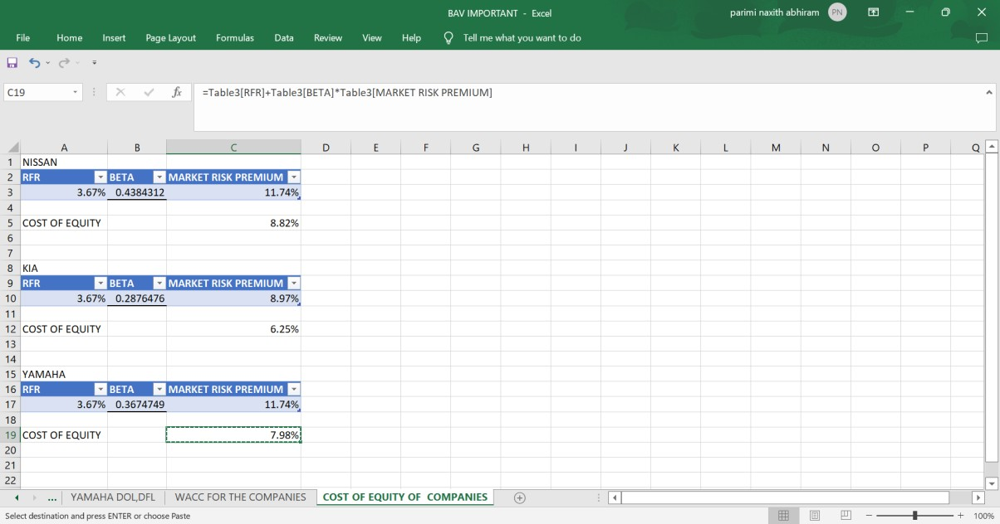 BAV IMPORTANT - Excel
parimi naxith abhiram PN
File Home Insert Page Layout Formulas Data Review View Help Tell me what you want to do
C19 fx =Table3[RFR]+Table3[BETA]*Table3[MARKET RISK PREMIUM]
A B C D E F G H I J K L M N O P Q
1 NISSAN
2 RFR BETA MARKET RISK PREMIUM
3 3.67% 0.4384312 11.74%
4
5 COST OF EQUITY 8.82%
6
7
8 KIA
9 RFR BETA MARKET RISK PREMIUM
10 3.67% 0.2876476 8.97%
11
12 COST OF EQUITY 6.25%
13
14
15 YAMAHA
16 RFR BETA MARKET RISK PREMIUM
17 3.67% 0.3674749 11.74%
18
19 COST OF EQUITY 7.98%
20
21
22
... YAMAHA DOL,DFL WACC FOR THE COMPANIES COST OF EQUITY OF COMPANIES
Select destination and press ENTER or choose Paste 100%